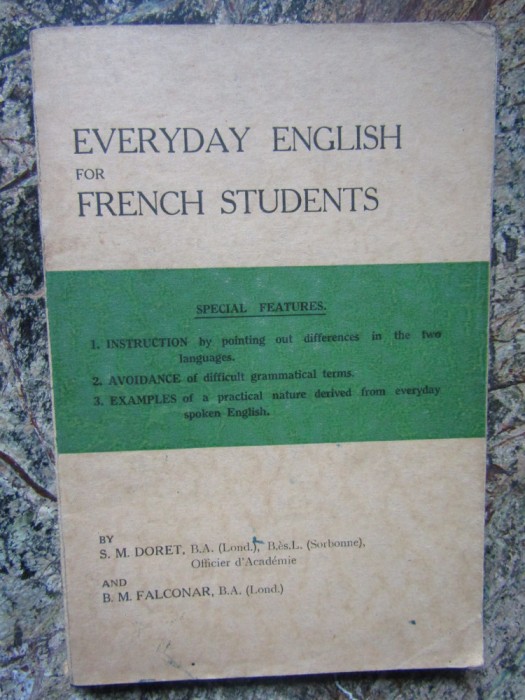 EVERYDAY ENGLISH
FOR
FRENCH STUDENTS
SPECIAL FEATURES.
1. INSTRUCTION by pointing out differences in the two
languages.
2. AVOIDANCE of difficult grammatical terms.
3. EXAMPLES of a practical nature derived from everyday
spoken English.
BY
S. M. DORET, B.A. (Lond.), B.ès.L. (Sorbonne),
Officier d'Académie
AND
B. M. FALCONAR, B.A. (Lond.)